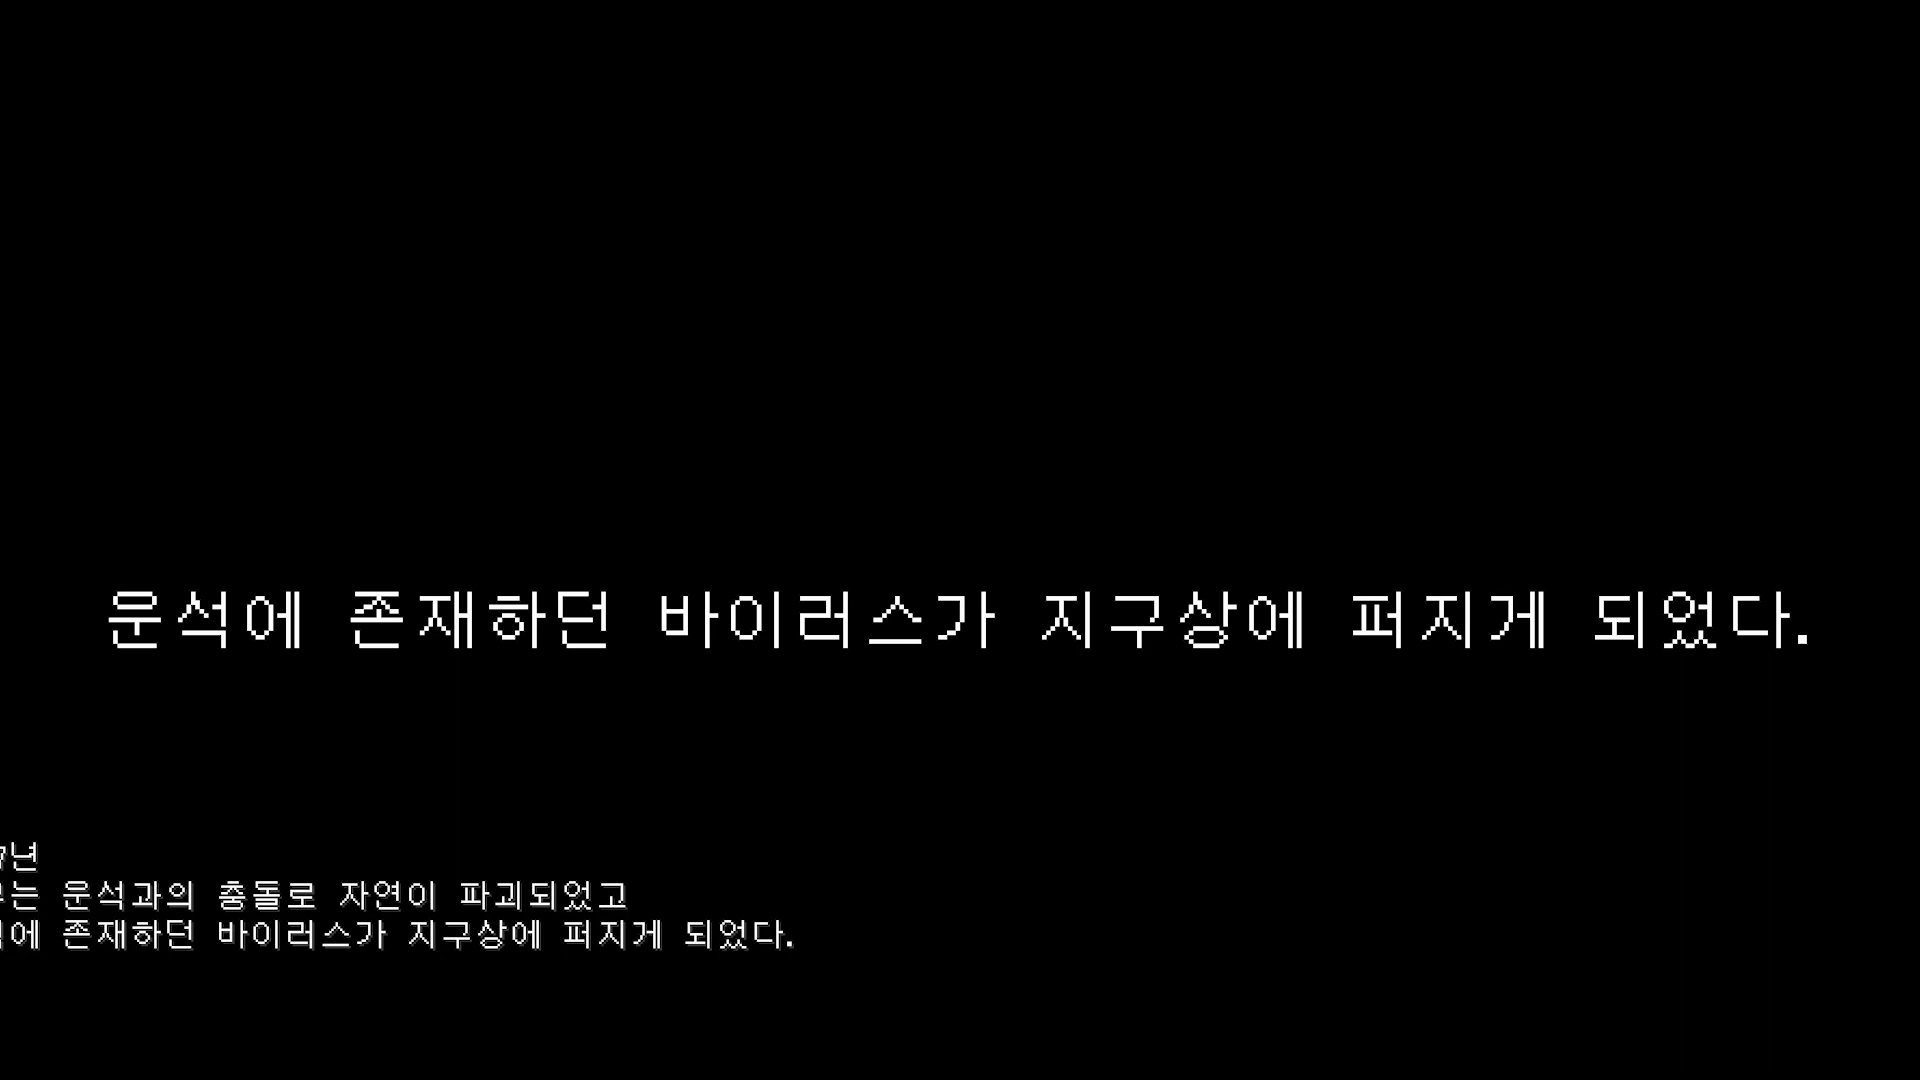 운석에 존재하던 바이러스가 지구상에 퍼지게 되었다.
년
운석과의 충돌로 자연이 파괴되었고
존재하던 바이러스가 지구상에 퍼지게 되었다.